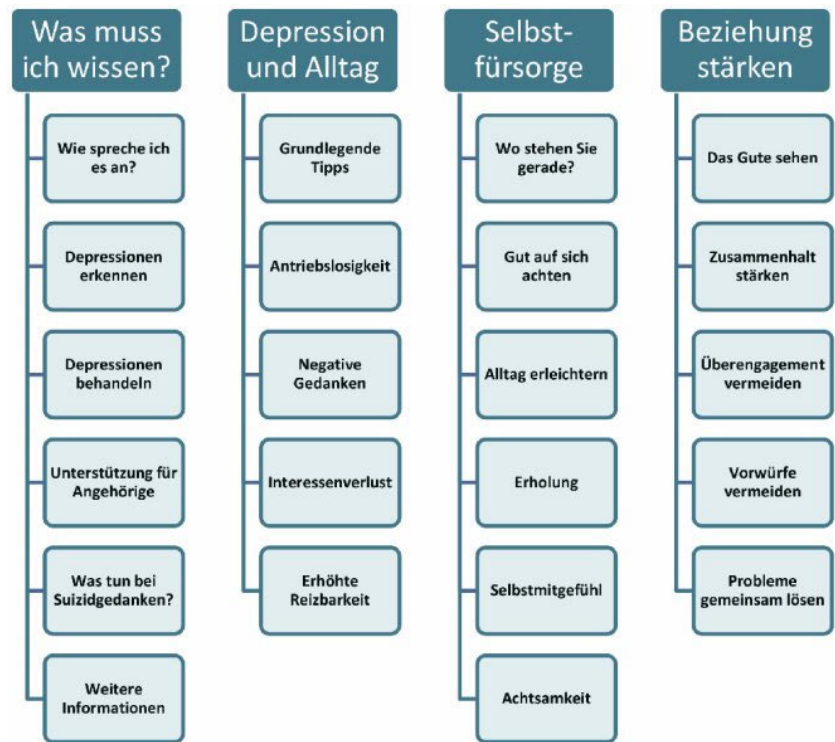 Was muss
ich wissen?
Wie spreche ich
es an?
Depressionen
erkennen
Depressionen
behandeln
Unterstützung für
Angehörige
Was tun bei
Suizidgedanken?
Weitere
Informationen
Depression
und Alltag
Grundlegende
Tipps
Antriebslosigkeit
Negative
Gedanken
Interessenverlust
Erhöhte
Reizbarkeit
Selbst-
fürsorge
Wo stehen Sie
gerade?
Gut auf sich
achten
Alltag erleichtern
Erholung
Selbstmitgefühl
Achtsamkeit
Beziehung
stärken
Das Gute sehen
Zusammenhalt
stärken
Überengagement
vermeiden
Vorwürfe
vermeiden
Probleme
gemeinsam lösen